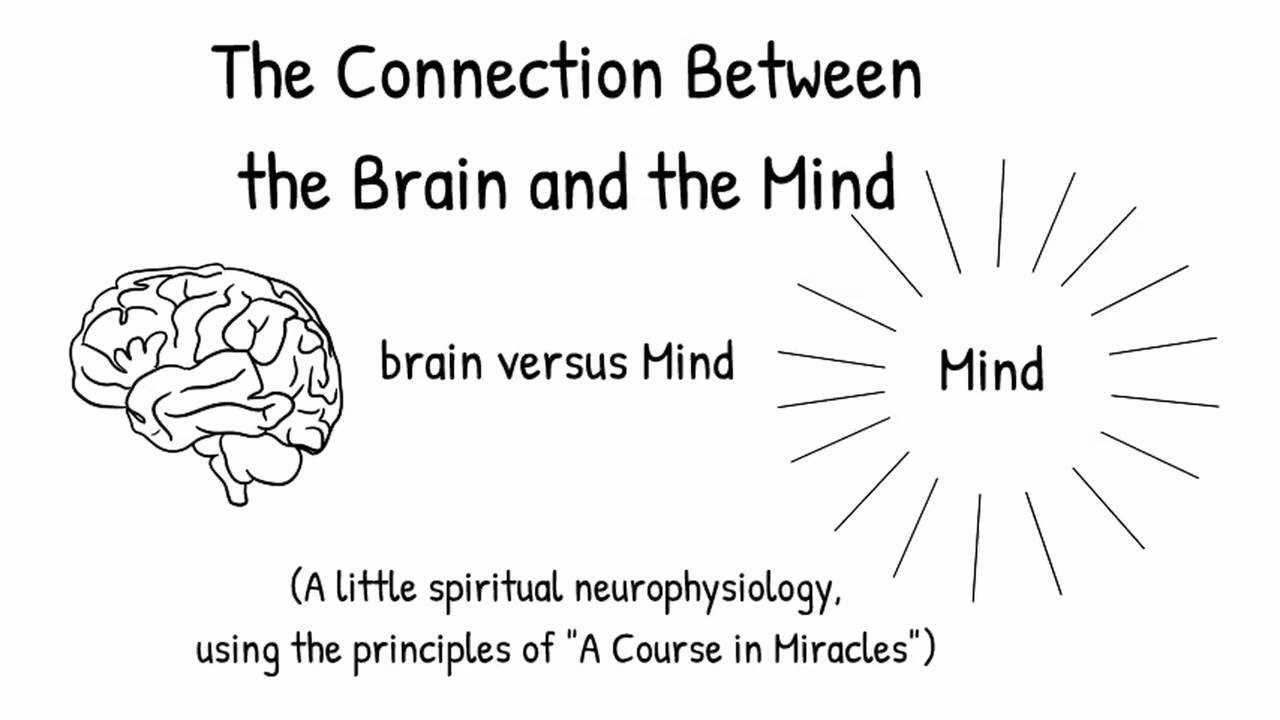 The Connection Between
the Brain and the Mind
brain versus Mind
Mind
(A little spiritual neurophysiology,
using the principles of "A Course in Miracles")